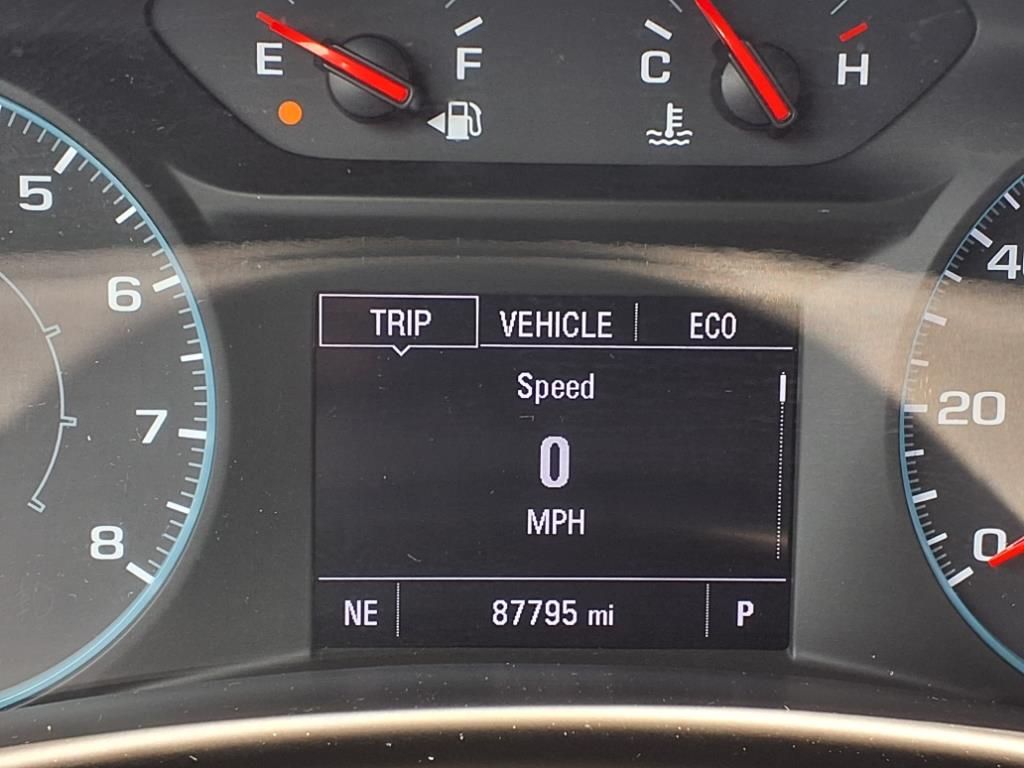 E F C H
5
6
7
8
TRIP VEHICLE ECO
Speed
0
MPH
NE 87795 mi P
20
0